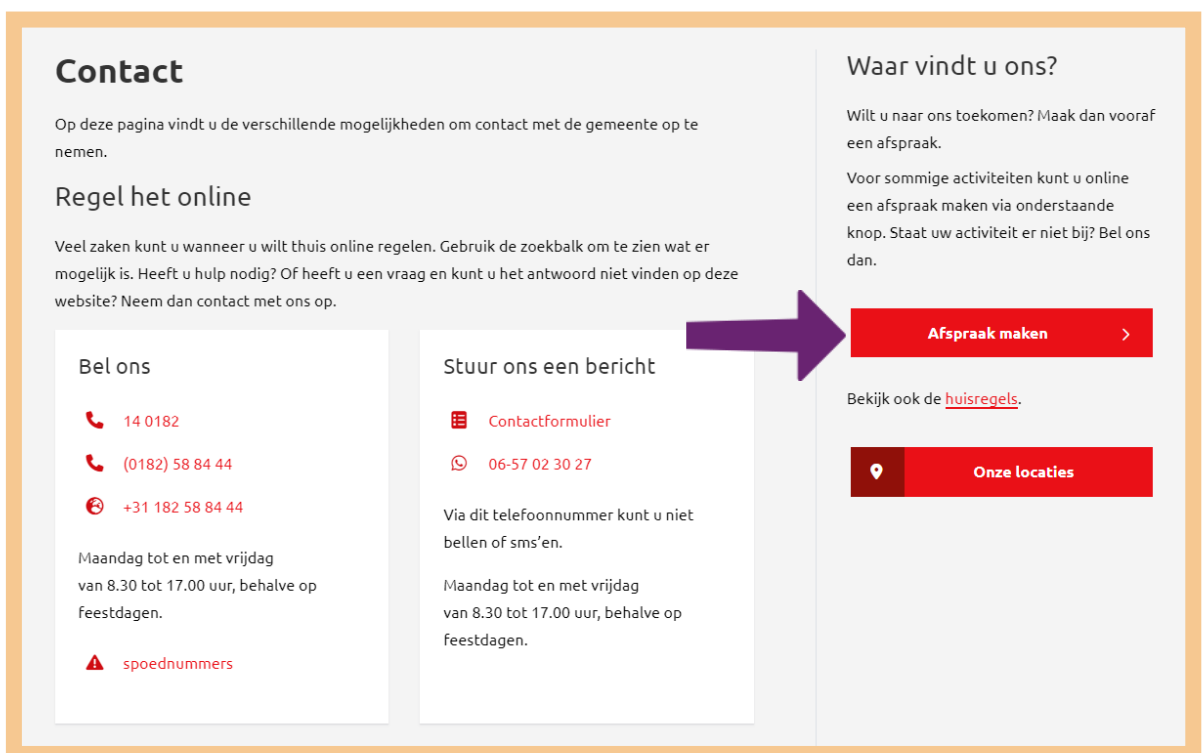 Contact
Op deze pagina vindt u de verschillende mogelijkheden om contact met de gemeente op te
nemen.
Regel het online
Veel zaken kunt u wanneer u wilt thuis online regelen. Gebruik de zoekbalk om te zien wat er
mogelijk is. Heeft u hulp nodig? Of heeft u een vraag en kunt u het antwoord niet vinden op deze
website? Neem dan contact met ons op.
Bel ons
14 0182
(0182) 58 84 44
+31 182 58 84 44
Maandag tot en met vrijdag
van 8.30 tot 17.00 uur, behalve op
feestdagen.
spoednummers
Stuur ons een bericht
Contactformulier
06-57 02 30 27
Via dit telefoonnummer kunt u niet
bellen of sms'en.
Maandag tot en met vrijdag
van 8.30 tot 17.00 uur, behalve op
feestdagen.
Waar vindt u ons?
Wilt u naar ons toekomen? Maak dan vooraf
een afspraak.
Voor sommige activiteiten kunt u online
een afspraak maken via onderstaande
knop. Staat uw activiteit er niet bij? Bel ons
dan.
Afspraak maken
Bekijk ook de huisregels.
Onze locaties